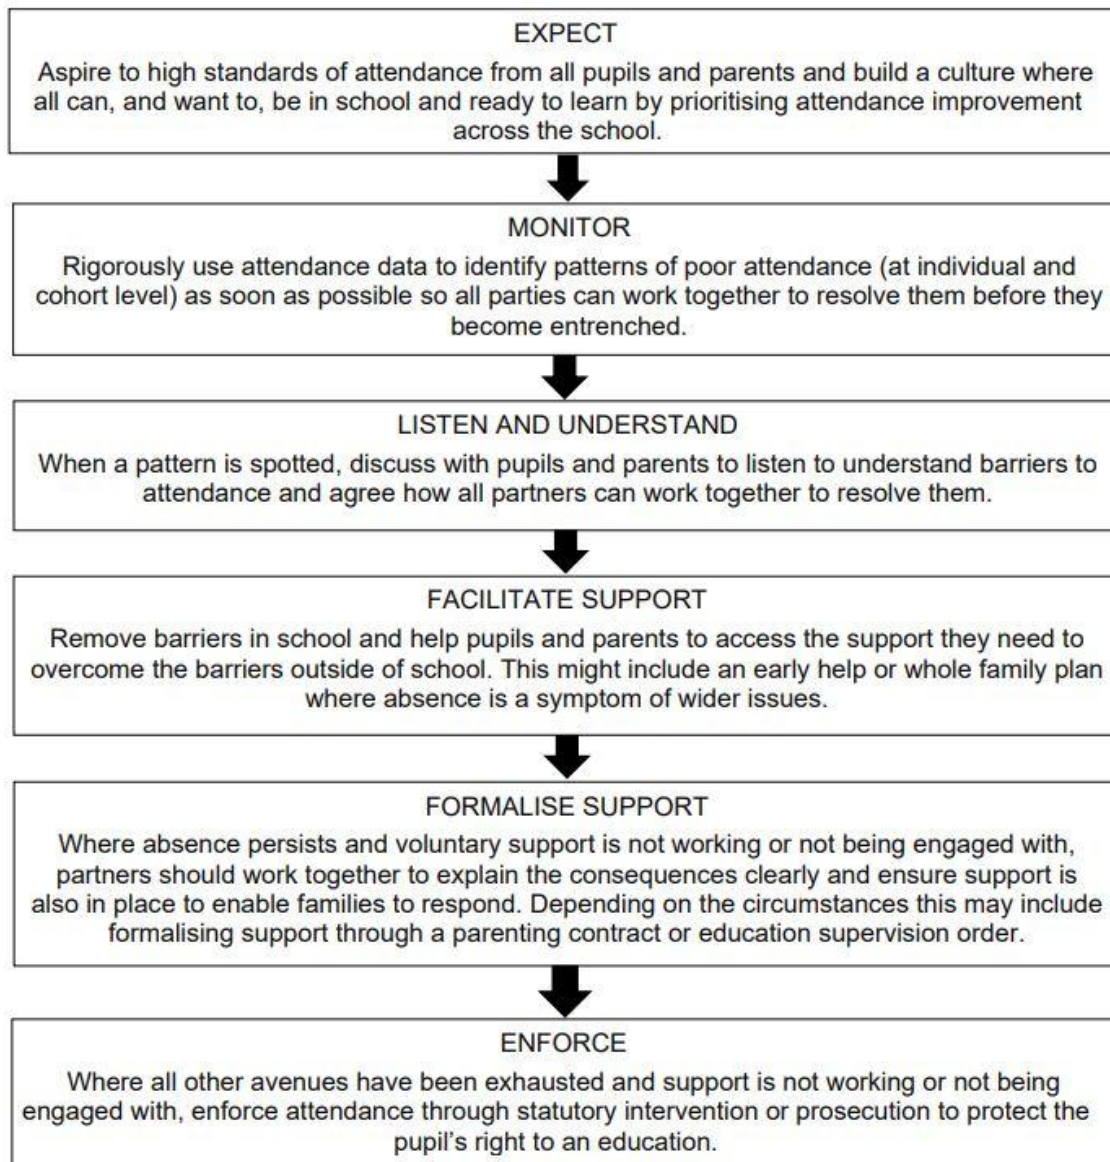 EXPECT
Aspire to high standards of attendance from all pupils and parents and build a culture where
all can, and want to, be in school and ready to learn by prioritising attendance improvement
across the school.
MONITOR
Rigorously use attendance data to identify patterns of poor attendance (at individual and
cohort level) as soon as possible so all parties can work together to resolve them before they
become entrenched.
LISTEN AND UNDERSTAND
When a pattern is spotted, discuss with pupils and parents to listen to understand barriers to
attendance and agree how all partners can work together to resolve them.
FACILITATE SUPPORT
Remove barriers in school and help pupils and parents to access the support they need to
overcome the barriers outside of school. This might include an early help or whole family plan
where absence is a symptom of wider issues.
FORMALISE SUPPORT
Where absence persists and voluntary support is not working or not being engaged with,
partners should work together to explain the consequences clearly and ensure support is
also in place to enable families to respond. Depending on the circumstances this may include
formalising support through a parenting contract or education supervision order.
ENFORCE
Where all other avenues have been exhausted and support is not working or not being
engaged with, enforce attendance through statutory intervention or prosecution to protect the
pupil’s right to an education.